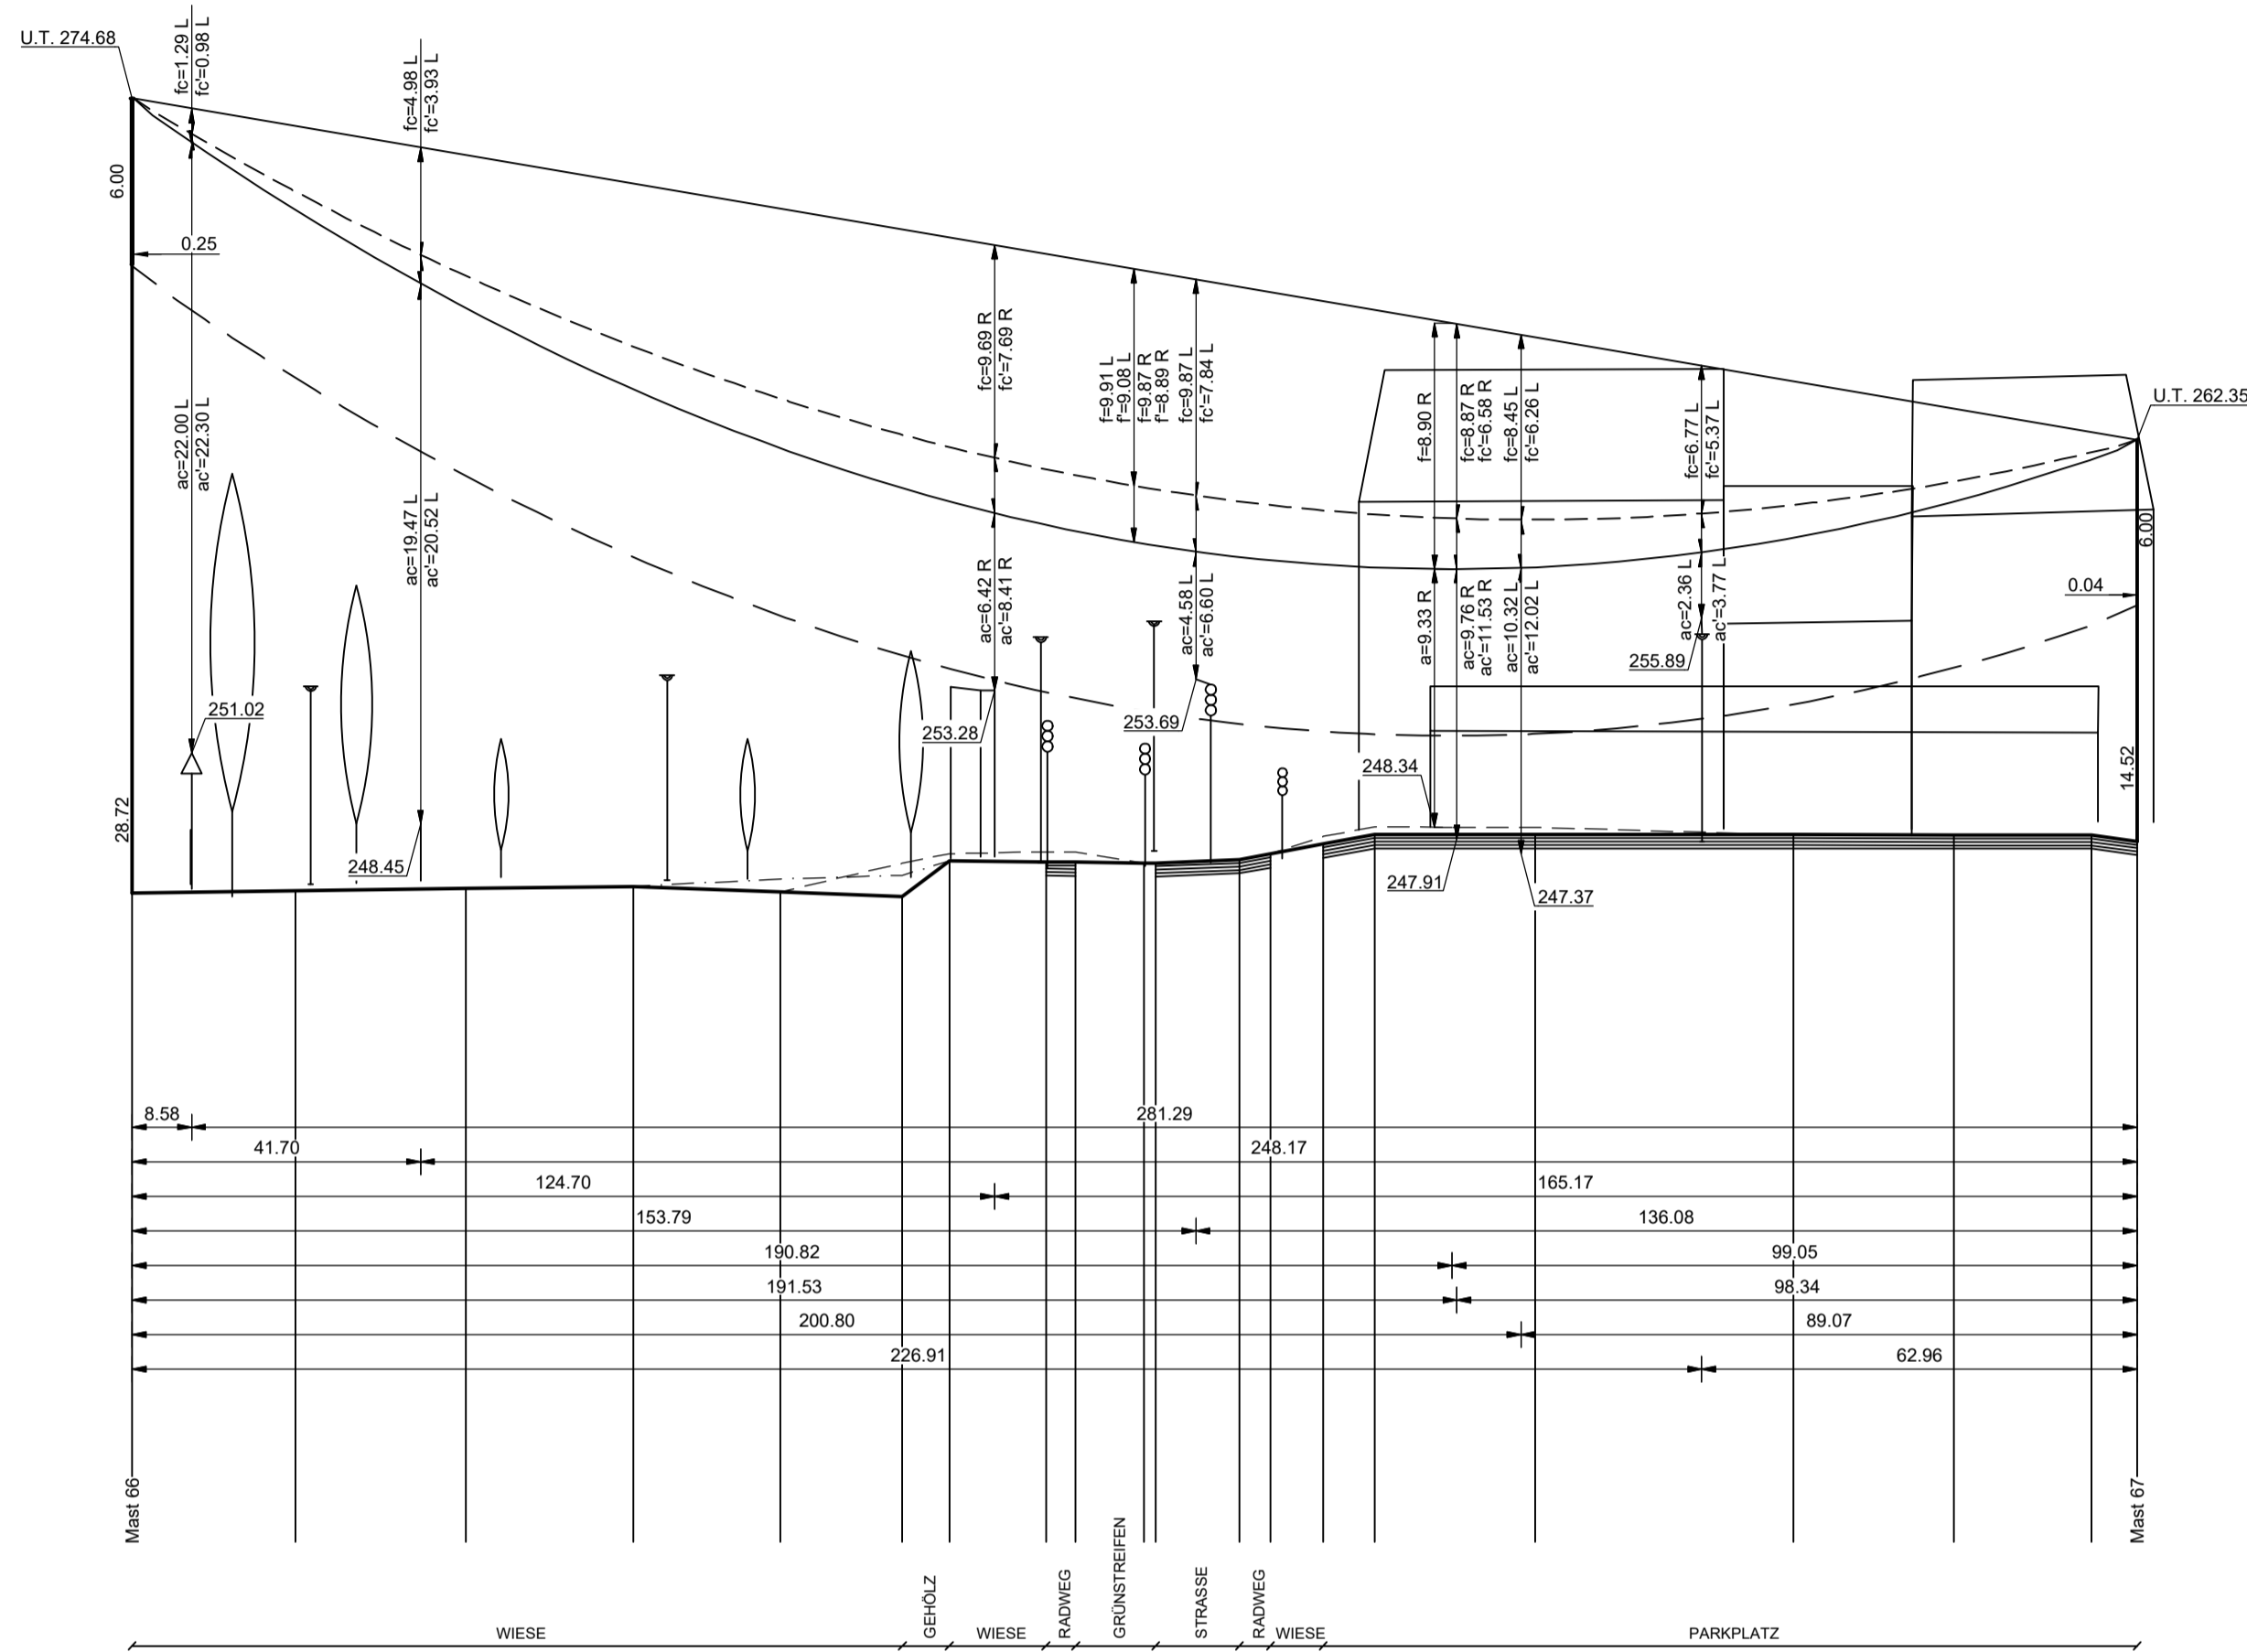 U.T. 274.68
fc=1.29 L
fc'=0.98 L
fc=4.98 L
fc'=3.93 L
6.00
0.25
ac=22.00 L
ac'=22.30 L
ac=19.47 L
ac'=20.52 L
fc=9.69 R
fc'=7.69 R
f=9.91 L
f'=9.08 L
f=9.87 R
f'=8.89 R
fc=9.87 L
fc'=7.84 L
f=8.90 R
fc=8.87 R
fc'=6.58 R
fc=8.45 L
fc'=6.26 L
fc=6.77 L
fc'=5.37 L
U.T. 262.35
6.00
0.04
ac=6.42 R
ac'=8.41 R
ac=4.58 L
ac'=6.60 L
a=9.33 R
ac=9.76 R
ac'=11.53 R
ac=10.32 L
ac'=12.02 L
ac=2.36 L
ac'=3.77 L
255.89
251.02
253.28
253.69
248.34
28.72
14.52
248.45
247.91
247.37
8.58
281.29
41.70
248.17
124.70
165.17
153.79
136.08
190.82
99.05
191.53
98.34
200.80
89.07
226.91
62.96
Mast 66
Mast 67
WIESE
GEHÖLZ
WIESE
RADWEG
GRÜNSTREIFEN
STRASSE
RADWEG
WIESE
PARKPLATZ